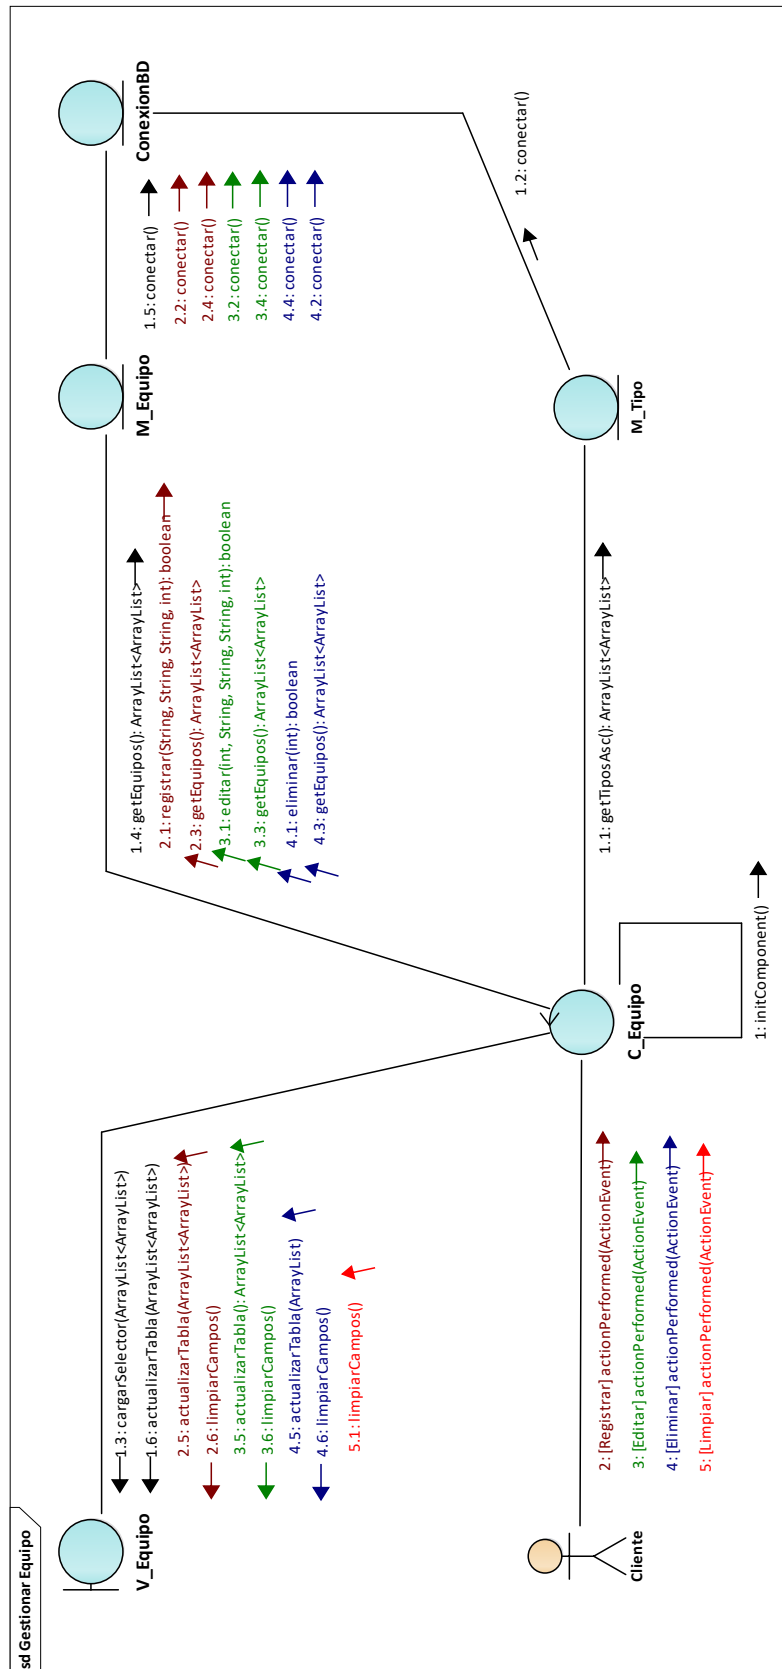 sd Gestionar Equipo
V_Equipo
1.3: cargarSelector(ArrayList<ArrayList>)
1.6: actualizarTabla(ArrayList<ArrayList>)
2.5: actualizarTabla(ArrayList<ArrayList>)
2.6: limpiarCampos()
3.5: actualizarTabla(): ArrayList<ArrayList>
3.6: limpiarCampos()
4.5: actualizarTabla(ArrayList)
4.6: limpiarCampos()
5.1: limpiarCampos()
1.4: getEquipos(): ArrayList<ArrayList>
2.1: registrar(String, String, String, int): boolean
2.3: getEquipos(): ArrayList<ArrayList>
3.1: editar(int, String, String, String, int): boolean
3.3: getEquipos(): ArrayList<ArrayList>
4.1: eliminar(int): boolean
4.3: getEquipos(): ArrayList<ArrayList>
M_Equipo
1.5: conectar()
2.2: conectar()
2.4: conectar()
3.2: conectar()
3.4: conectar()
4.4: conectar()
4.2: conectar()
ConexionBD
1.2: conectar()
Cliente
2: [Registrar] actionPerformed(ActionEvent)
3: [Editar] actionPerformed(ActionEvent)
4: [Eliminar] actionPerformed(ActionEvent)
5: [Limpiar] actionPerformed(ActionEvent)
C_Equipo
1: initComponent()
1.1: getTiposAsc(): ArrayList<ArrayList>
M_Tipo